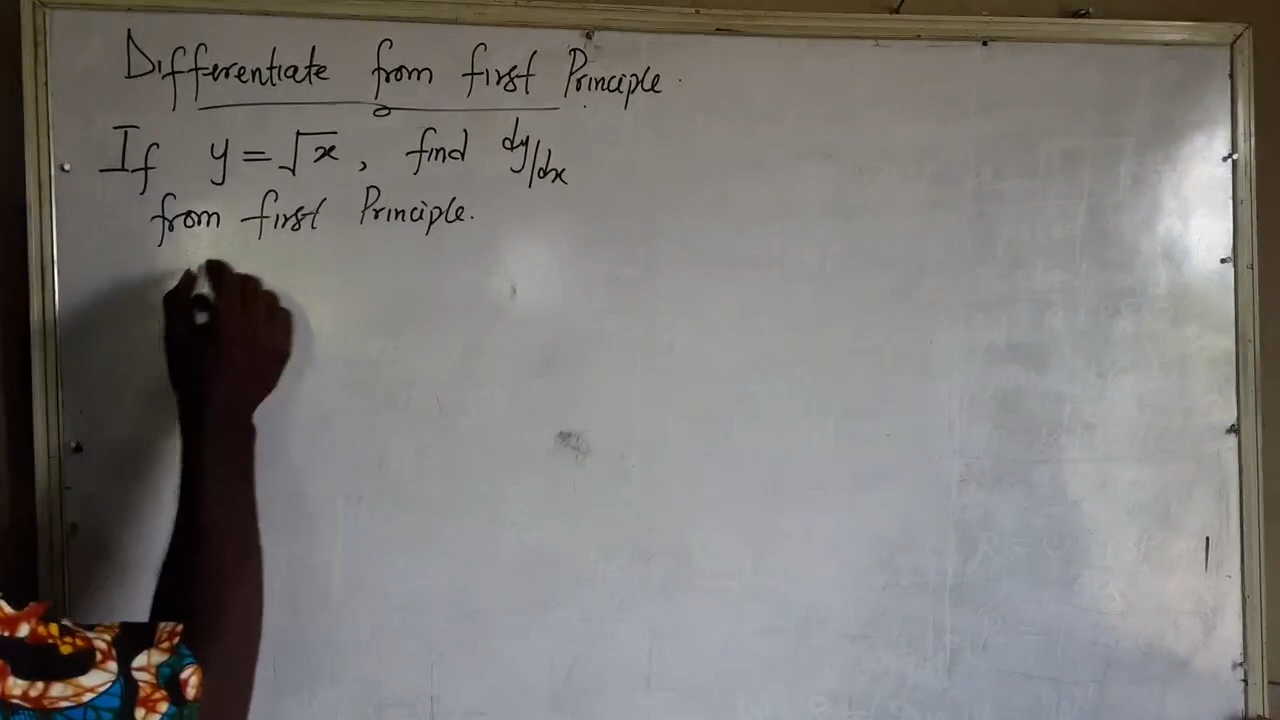 Differentiate from first Principle.
If y = √x, find dy/dx
from first Principle.